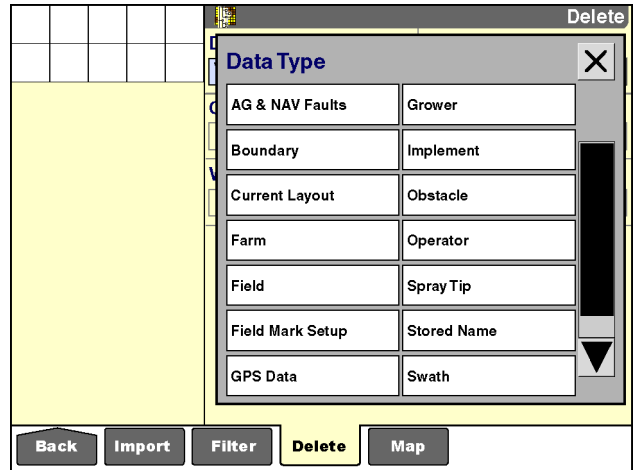 Delete
Data Type
AG & NAV Faults
Grower
Boundary
Implement
Current Layout
Obstacle
Farm
Operator
Field
Spray Tip
Field Mark Setup
Stored Name
GPS Data
Swath
Back
Import
Filter
Delete
Map